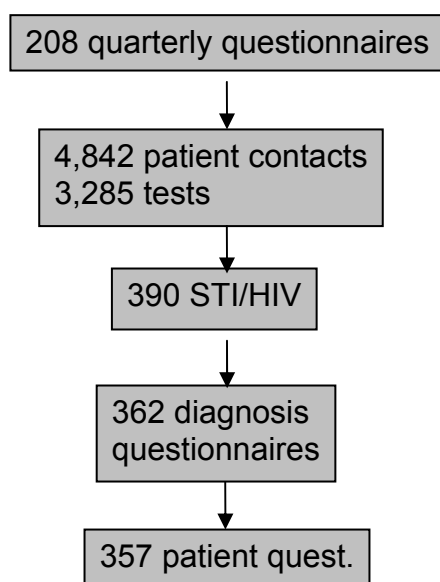 208 quarterly questionnaires
4,842 patient contacts
3,285 tests
390 STI/HIV
362 diagnosis
questionnaires
357 patient quest.